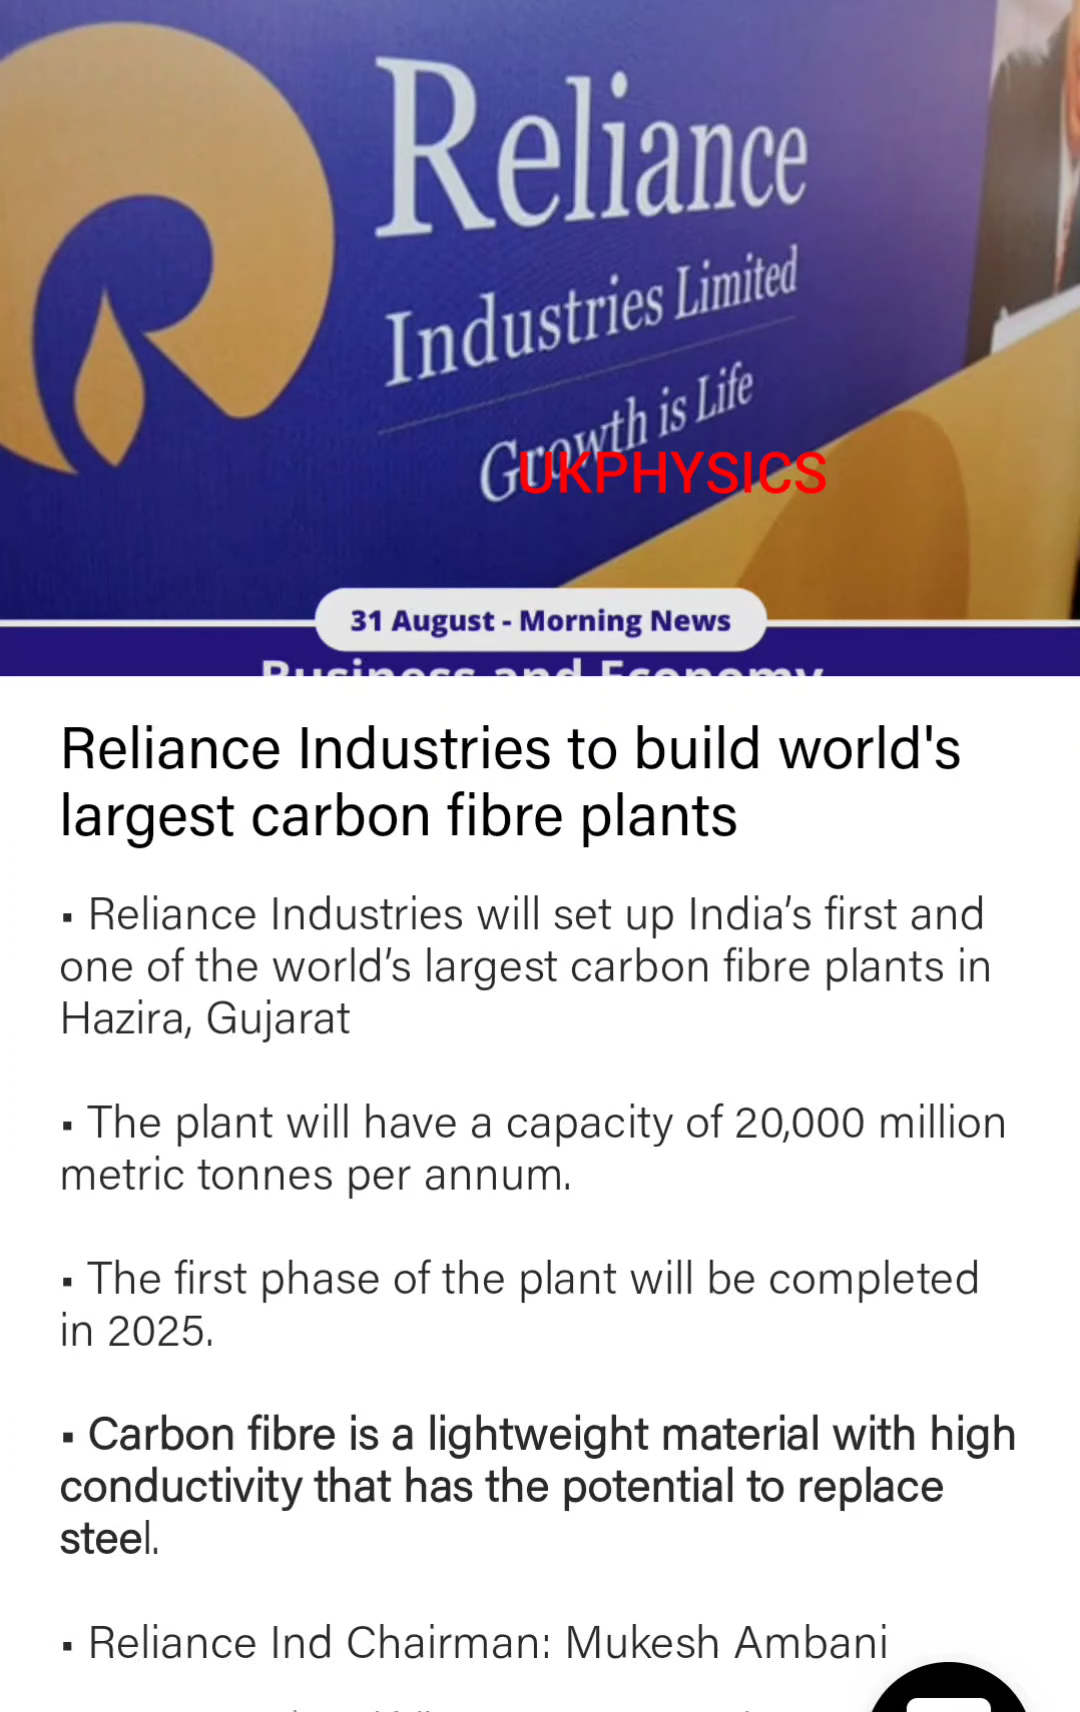 Reliance
Industries Limited
Growth is Life
UKPHYSICS
31 August - Morning News
Business and Economy
Reliance Industries to build world's
largest carbon fibre plants
▪ Reliance Industries will set up India’s first and
one of the world’s largest carbon fibre plants in
Hazira, Gujarat
▪ The plant will have a capacity of 20,000 million
metric tonnes per annum.
▪ The first phase of the plant will be completed
in 2025.
▪ Carbon fibre is a lightweight material with high
conductivity that has the potential to replace
steel.
▪ Reliance Ind Chairman: Mukesh Ambani